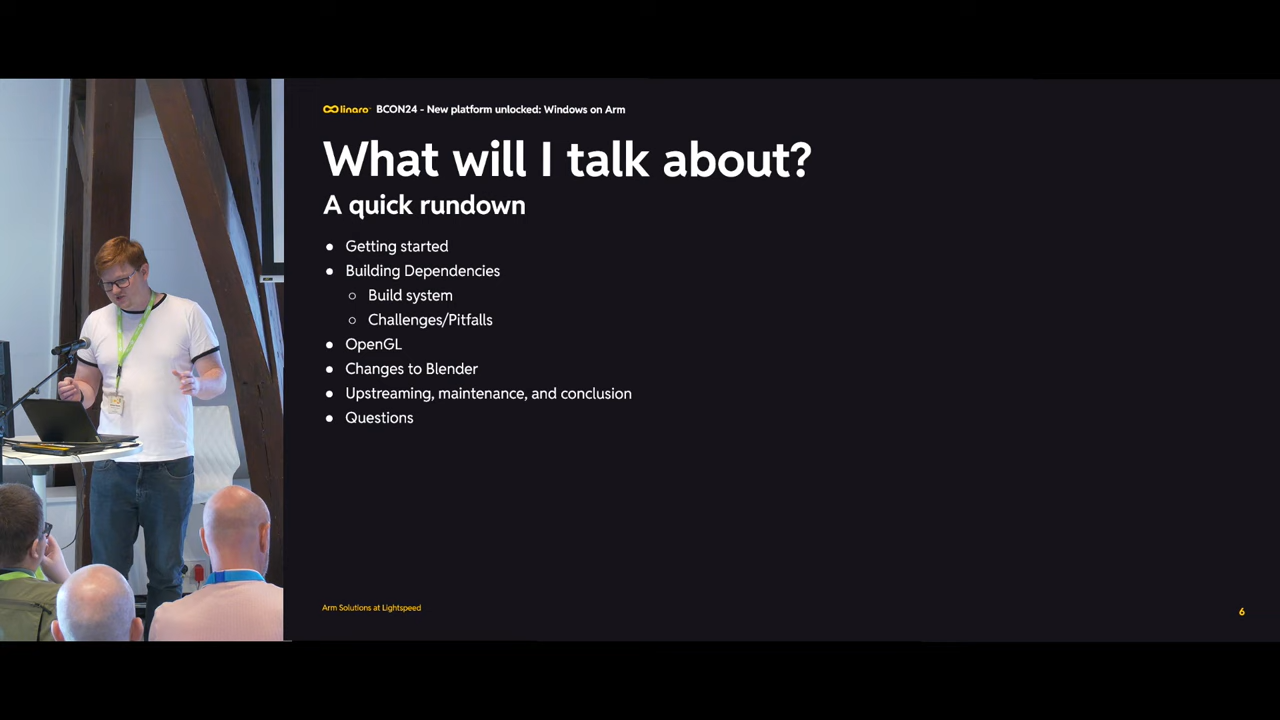 linaro BCON24 - New platform unlocked: Windows on Arm
What will I talk about?
A quick rundown
● Getting started
● Building Dependencies
○ Build system
○ Challenges/Pitfalls
● OpenGL
● Changes to Blender
● Upstreaming, maintenance, and conclusion
● Questions
Arm Solutions at Lightspeed
6